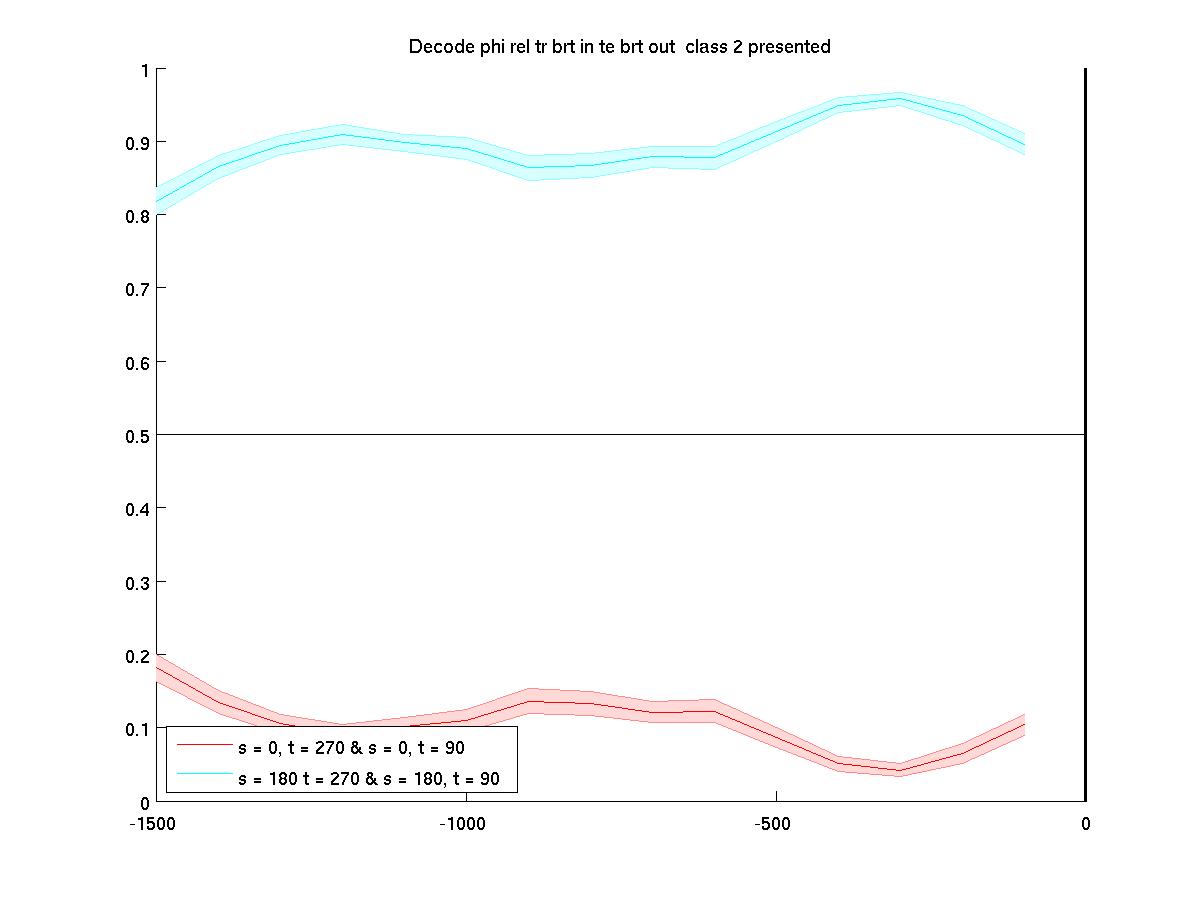 Decode phi rel tr brt in te brt out  class 2 presented
1
0.9
0.8
0.7
0.6
0.5
0.4
0.3
0.2
0.1
0
s = 0, t = 270 & s = 0, t = 90
s = 180 t = 270 & s = 180, t = 90
-1500 -1000 -500 0